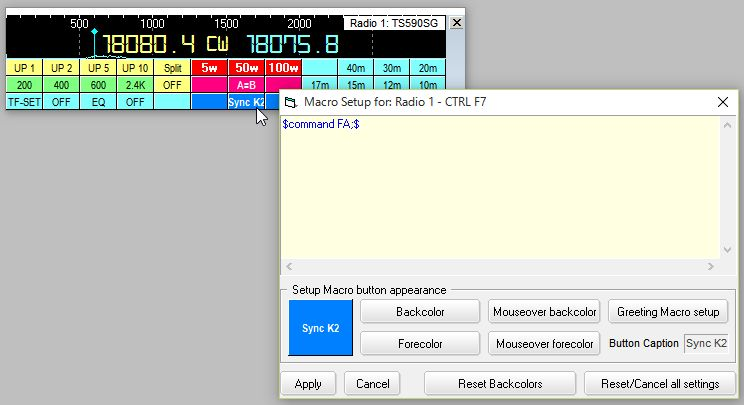 500 1000 1500 2000 Radio 1: TS590SG
18080.4 CW 18075.8
UP 1 UP 2 UP 5 UP 10 Split 5w 50w 100w 40m 30m 20m
200 400 600 2.4K OFF A=B 17m 15m 12m 10m
TF-SET OFF EQ OFF Sync K2
Macro Setup for: Radio 1 - CTRL F7
$command FA;$
Setup Macro button appearance
Sync K2 Backcolor Mouseover backcolor Greeting Macro setup
Forecolor Mouseover forecolor Button Caption Sync K2
Apply Cancel Reset Backcolors Reset/Cancel all settings